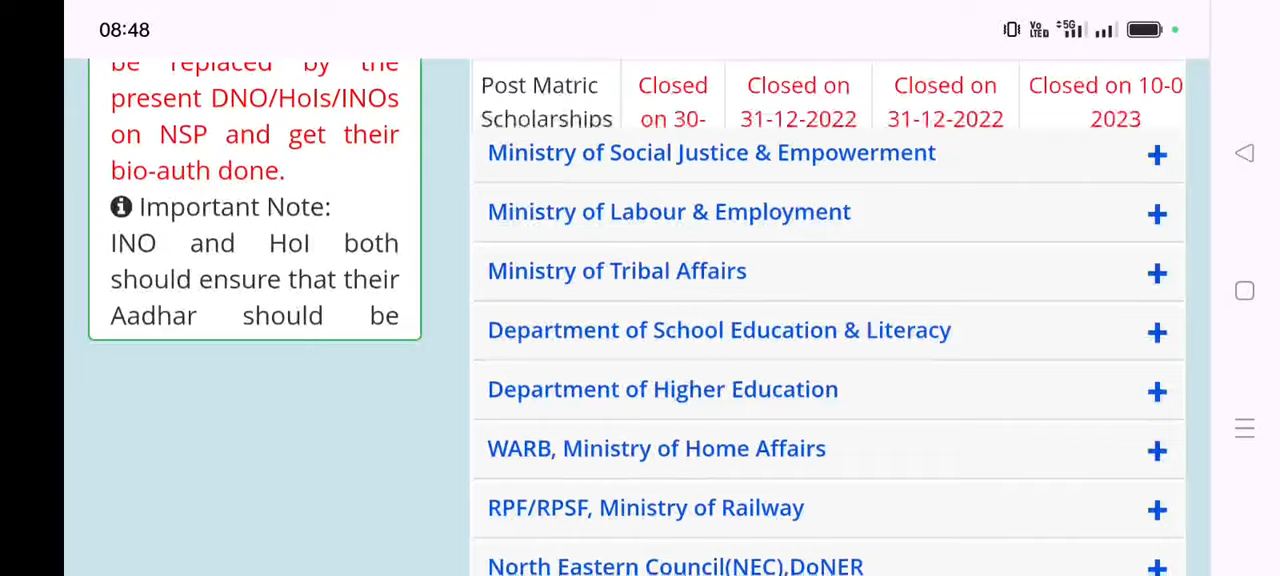 08:48
Vo LTED 5G
be replaced by the
present DNO/HoIs/INOs
on NSP and get their
bio-auth done.
Important Note:
INO and HoI both
should ensure that their
Aadhar should be
Post Matric Closed Closed on Closed on Closed on 10-0
Scholarships on 30- 31-12-2022 31-12-2022 2023
Ministry of Social Justice & Empowerment
Ministry of Labour & Employment
Ministry of Tribal Affairs
Department of School Education & Literacy
Department of Higher Education
WARB, Ministry of Home Affairs
RPF/RPSF, Ministry of Railway
North Eastern Council(NEC),DoNER